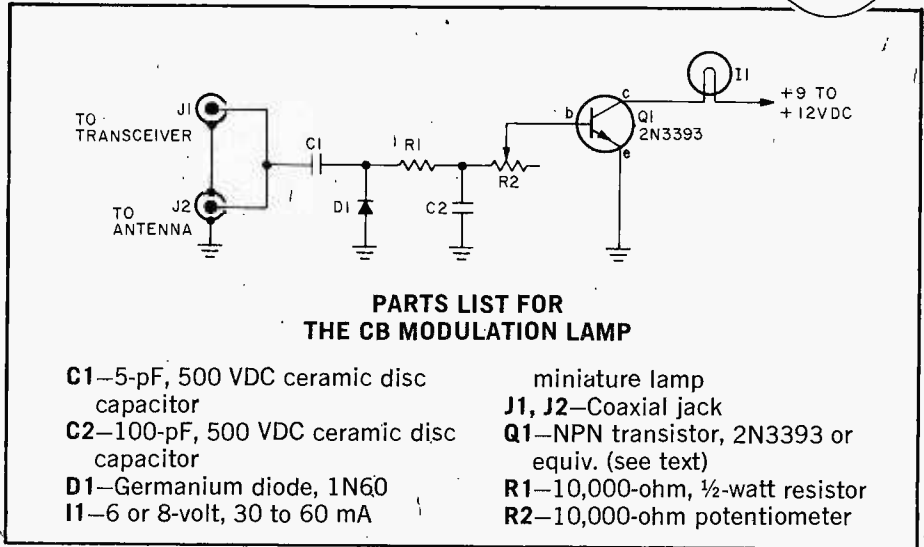 J1
TO
TRANSCEIVER
J2
TO
ANTENNA
C1
R1
D1
C2
R2
b
c
e
Q1
2N3393
I1
+9 TO
+12VDC
PARTS LIST FOR
THE CB MODULATION LAMP
C1—5-pF, 500 VDC ceramic disc
capacitor
C2—100-pF, 500 VDC ceramic disc
capacitor
D1—Germanium diode, 1N60
I1—6 or 8-volt, 30 to 60 mA
miniature lamp
J1, J2—Coaxial jack
Q1—NPN transistor, 2N3393 or
equiv. (see text)
R1—10,000-ohm, ½-watt resistor
R2—10,000-ohm potentiometer